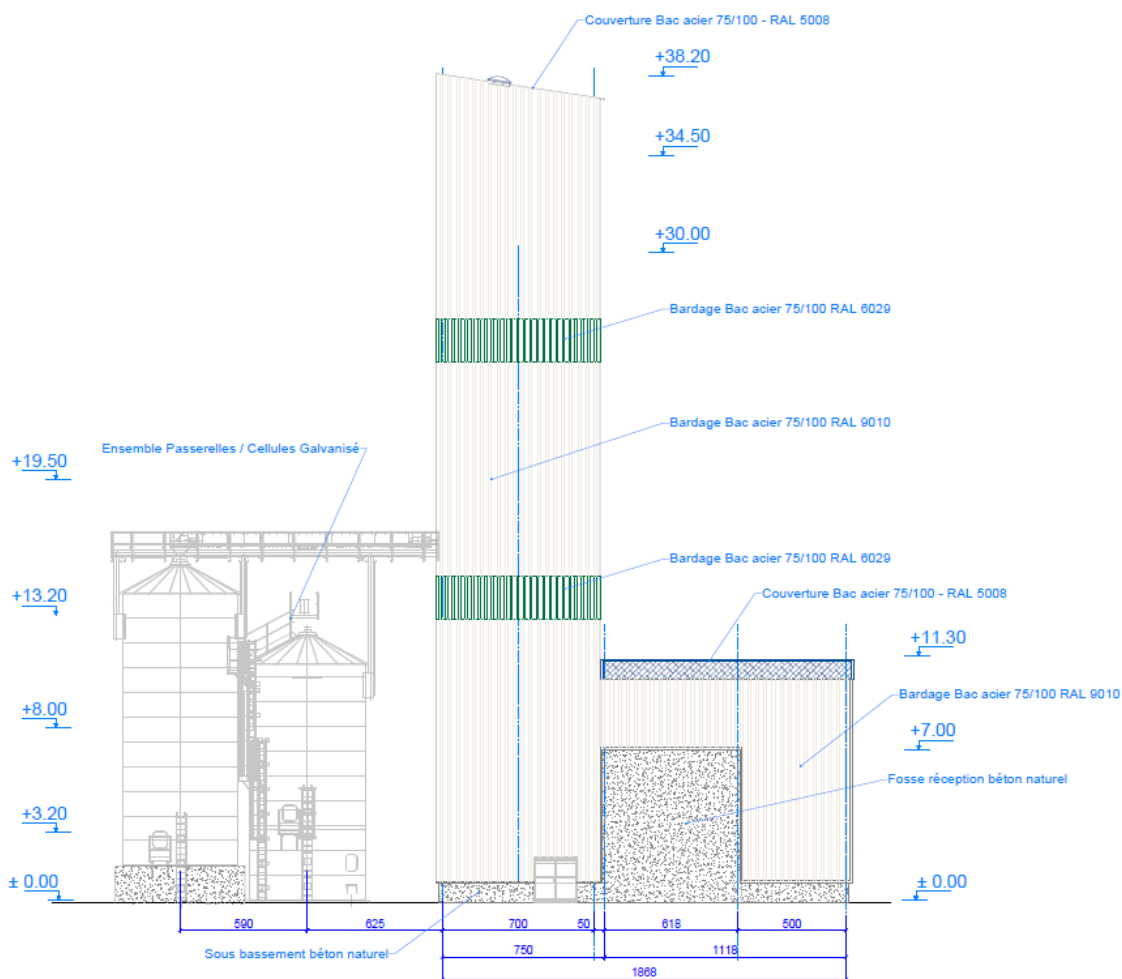 Couverture Bac acier 75/100 - RAL 5008
+38.20
+34.50
+30.00
Bardage Bac acier 75/100 RAL 6029
Bardage Bac acier 75/100 RAL 9010
Ensemble Passerelles / Cellules Galvanisé
+19.50
Bardage Bac acier 75/100 RAL 6029
Couverture Bac acier 75/100 - RAL 5008
+13.20
+11.30
Bardage Bac acier 75/100 RAL 9010
+8.00
+7.00
Fosse réception béton naturel
+3.20
± 0.00
± 0.00
590 625 700 50 618 500
Sous bassement béton naturel
750 1118
1868